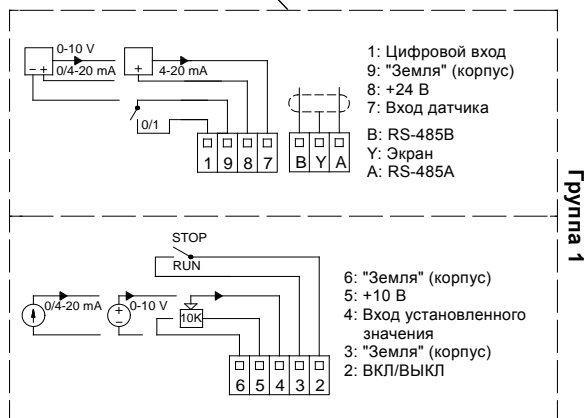 0-10 V
0/4-20 mA
4-20 mA
0/1
- +
+
1 9 8 7
B Y A
1: Цифровой вход
9: "Земля" (корпус)
8: +24 В
7: Вход датчика
B: RS-485B
Y: Экран
A: RS-485A
Группа 1
STOP
RUN
0/4-20 mA
0-10 V
+
-
10K
6 5 4 3 2
6: "Земля" (корпус)
5: +10 В
4: Вход установленного
значения
3: "Земля" (корпус)
2: ВКЛ/ВЫКЛ